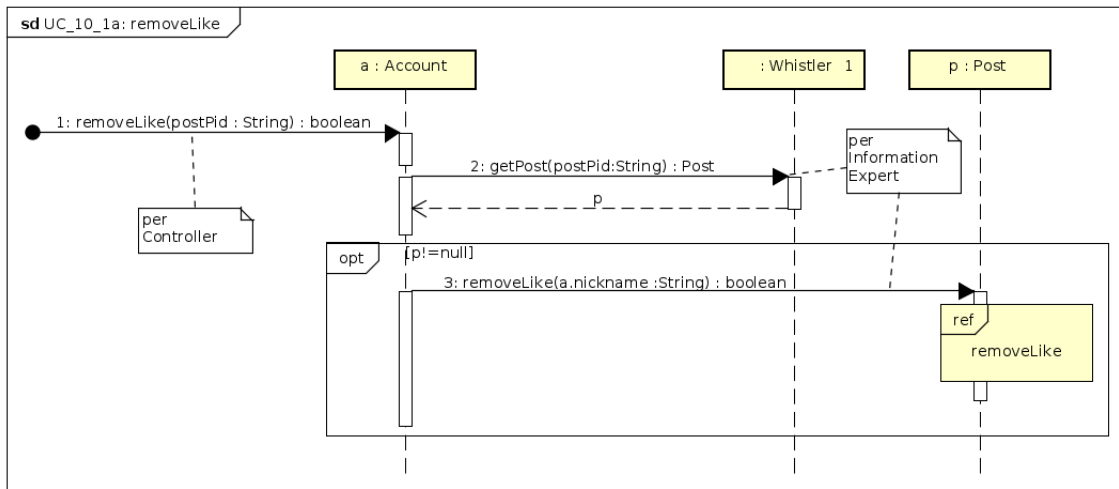 sd UC_10_1a: removeLike
a : Account
: Whistler 1
p : Post
1: removeLike(postPid : String) : boolean
per
Information
Expert
2: getPost(postPid:String) : Post
p
per
Controller
opt
[p!=null]
3: removeLike(a.nickname :String) : boolean
ref
removeLike